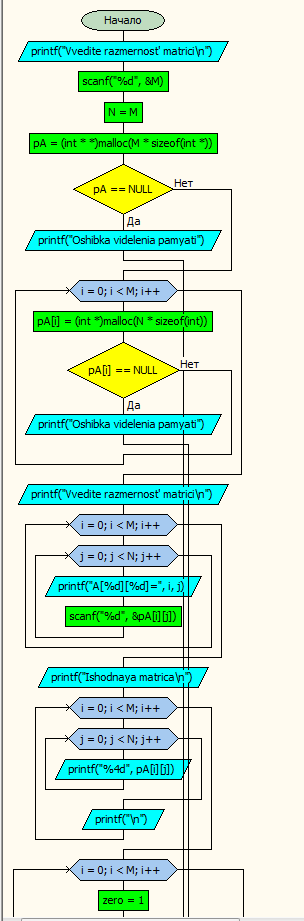 Начало
printf("Vvedite razmernost' matrici\n")
scanf("%d", &M)
N = M
pA = (int * *)malloc(M * sizeof(int *))
pA == NULL
Нет
Да
printf("Oshibka videlenia pamyati")
i = 0; i < M; i++
pA[i] = (int *)malloc(N * sizeof(int))
pA[i] == NULL
Нет
Да
printf("Oshibka videlenia pamyati")
printf("Vvedite razmernost' matrici\n")
i = 0; i < M; i++
j = 0; j < N; j++
printf("A[%d][%d]=", i, j)
scanf("%d", &pA[i][j])
printf("Ishodnaya matrica\n")
i = 0; i < M; i++
j = 0; j < N; j++
printf("%4d", pA[i][j])
printf("\n")
i = 0; i < M; i++
zero = 1